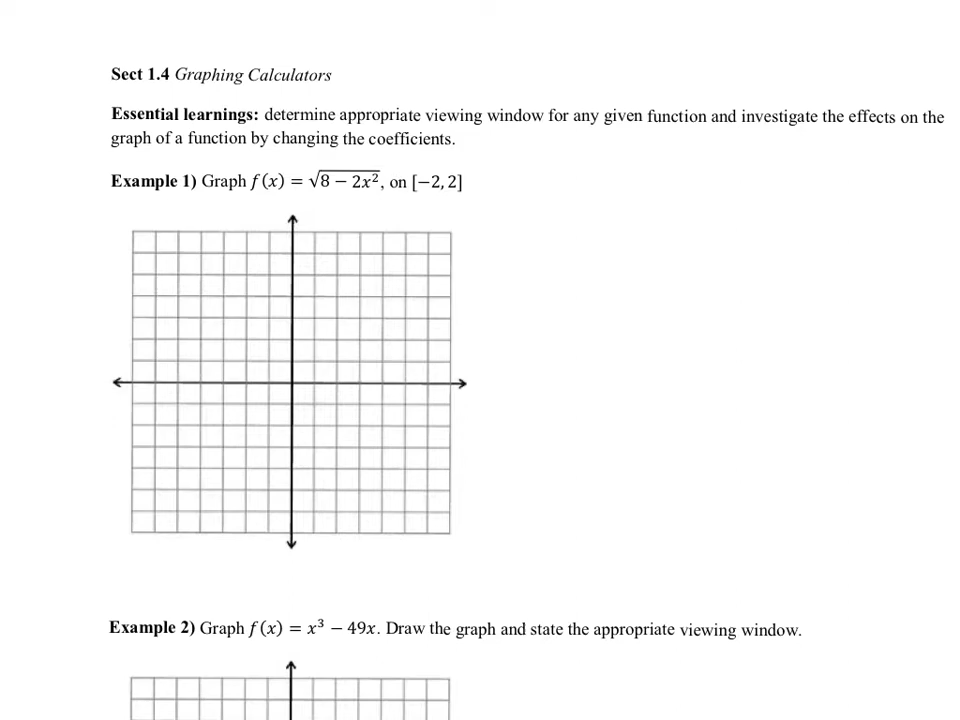 Sect 1.4 Graphing Calculators
Essential learnings: determine appropriate viewing window for any given function and investigate the effects on the
graph of a function by changing the coefficients.
Example 1) Graph f(x) = √(8 − 2x²), on [−2, 2]
Example 2) Graph f(x) = x³ − 49x. Draw the graph and state the appropriate viewing window.